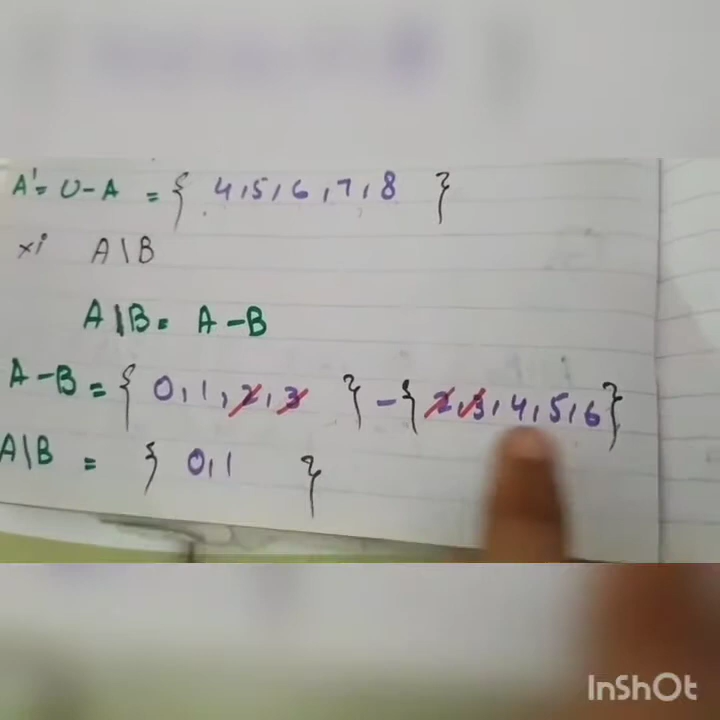 A' = U - A = { 4, 5, 6, 7, 8 }
xi A \ B
A \ B = A - B
A - B = { 0, 1, 2, 3 } - { 2, 3, 4, 5, 6 }
A \ B = { 0, 1 }
InShOt